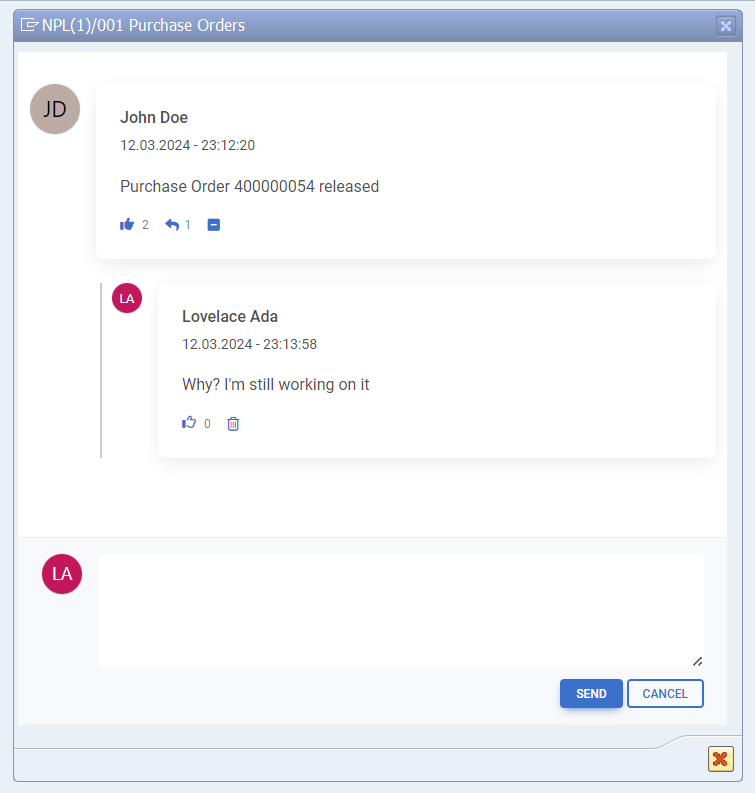 NPL(1)/001 Purchase Orders
JD
John Doe
12.03.2024 - 23:12:20
Purchase Order 400000054 released
2 1
LA
Lovelace Ada
12.03.2024 - 23:13:58
Why? I'm still working on it
0
LA
SEND CANCEL